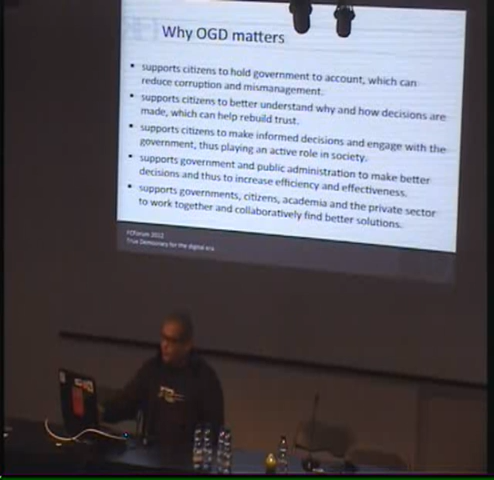 Why OGD matters
• supports citizens to hold government to account, which can
reduce corruption and mismanagement.
• supports citizens to better understand why and how decisions are
made, which can help rebuild trust.
• supports citizens to make informed decisions and engage with the
government, thus playing an active role in society.
• supports government and public administration to make better
decisions and thus to increase efficiency and effectiveness.
• supports governments, citizens, academia and the private sector
to work together and collaboratively find better solutions.
FCForum 2012
True Democracy for the digital era